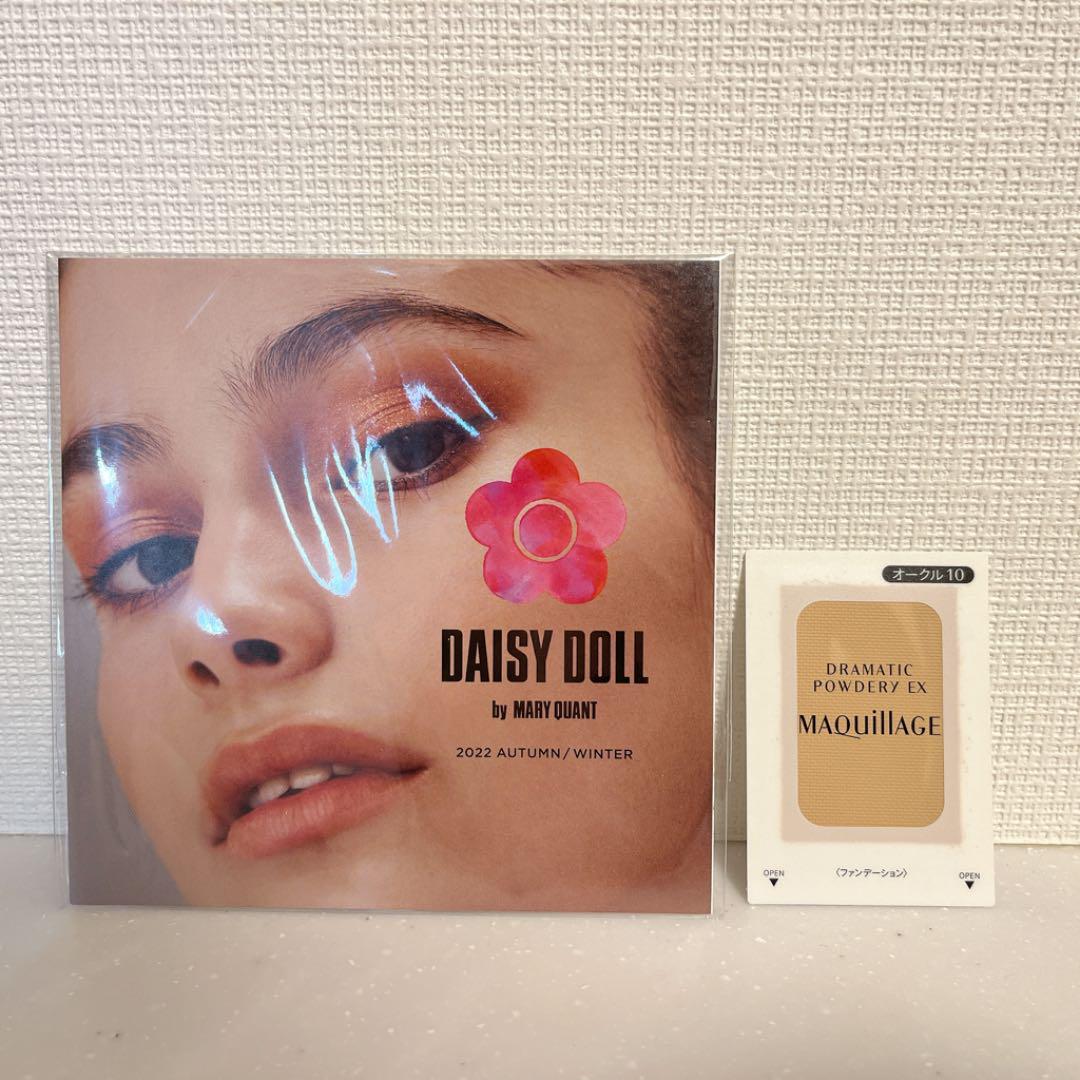 DAISY DOLL
by MARY QUANT
2022 AUTUMN/WINTER
オークル10
DRAMATIC
POWDERY EX
MAQuillAGE
OPEN
〈ファンデーション〉
OPEN